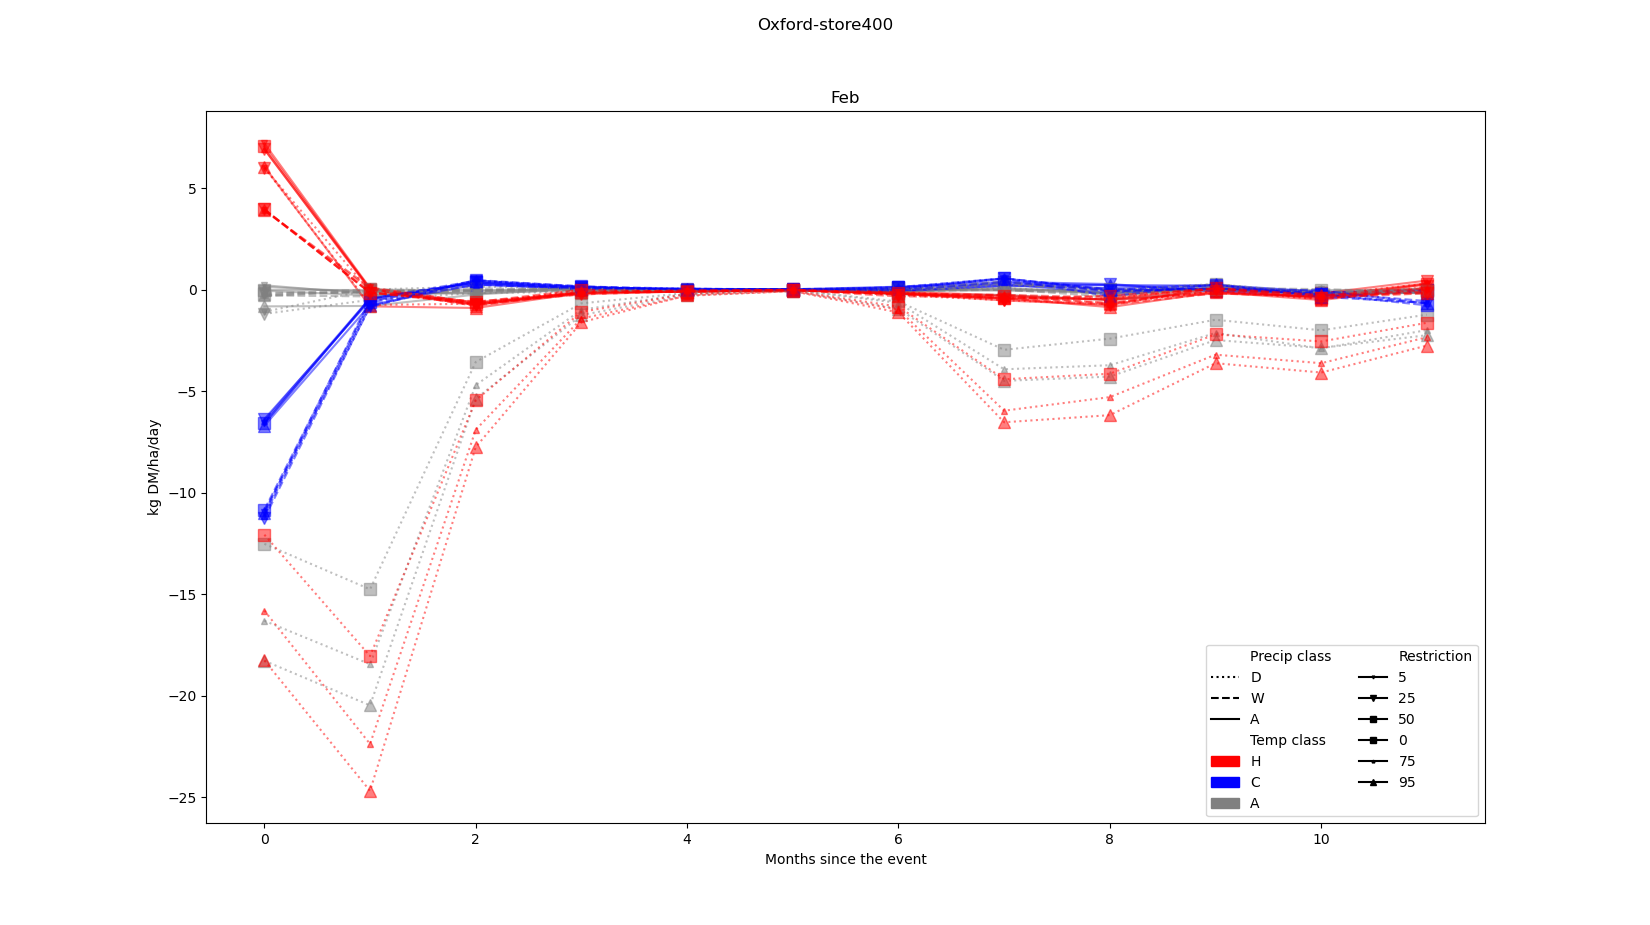 Oxford-store400
Feb
kg DM/ha/day
5
0
−5
−10
−15
−20
−25
0 2 4 6 8 10
Months since the event
Precip class Restriction
D 5
W 25
A 50
Temp class 0
H 75
C 95
A